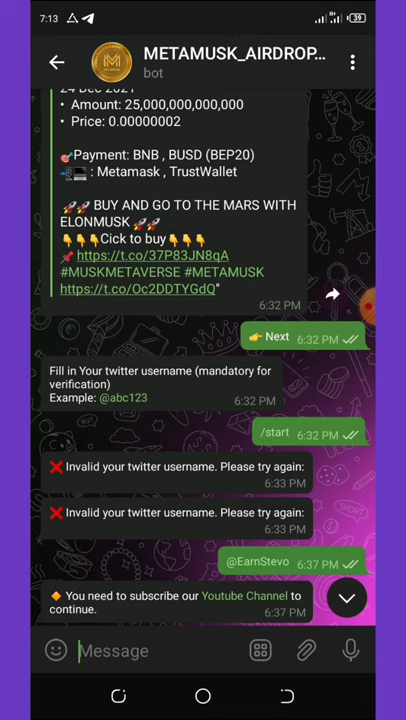 7:13
39
METAMUSK_AIRDROP...
bot
24 Dec 2021
• Amount: 25,000,000,000,000
• Price: 0.00000002
🎯Payment: BNB , BUSD (BEP20)
📲💻 : Metamask , TrustWallet
🚀🚀 BUY AND GO TO THE MARS WITH
ELONMUSK 🚀🚀
👇👇👇Cick to buy👇👇👇
📌 https://t.co/37P83JN8qA
#MUSKMETAVERSE #METAMUSK
https://t.co/Oc2DDTYGdQ"
6:32 PM
👉 Next 6:32 PM
Fill in Your twitter username (mandatory for
verification)
Example: @abc123 6:32 PM
/start 6:32 PM
❌ Invalid your twitter username. Please try again:
6:33 PM
❌ Invalid your twitter username. Please try again:
6:33 PM
@EarnStevo 6:37 PM
🔸 You need to subscribe our Youtube Channel to
continue. 6:37 PM
Message